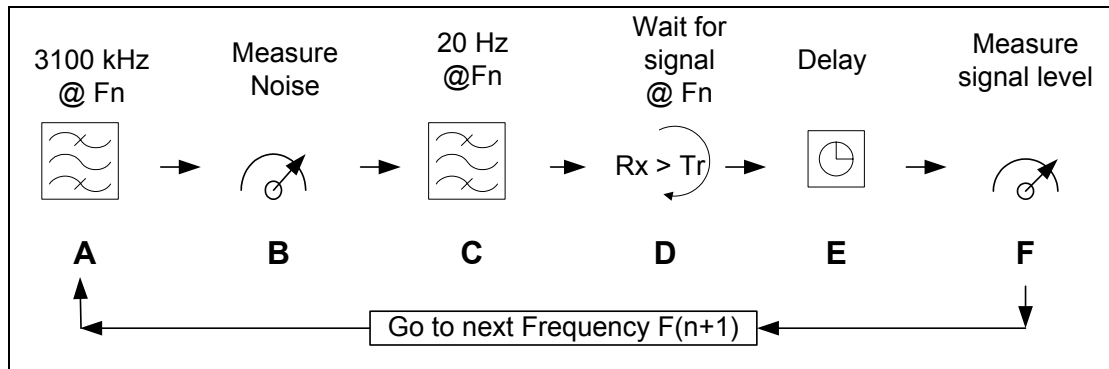 3100 kHz
@ Fn
Measure
Noise
20 Hz
@Fn
Wait for
signal
@ Fn
Delay
Measure
signal level
Rx > Tr
A
B
C
D
E
F
Go to next Frequency F(n+1)